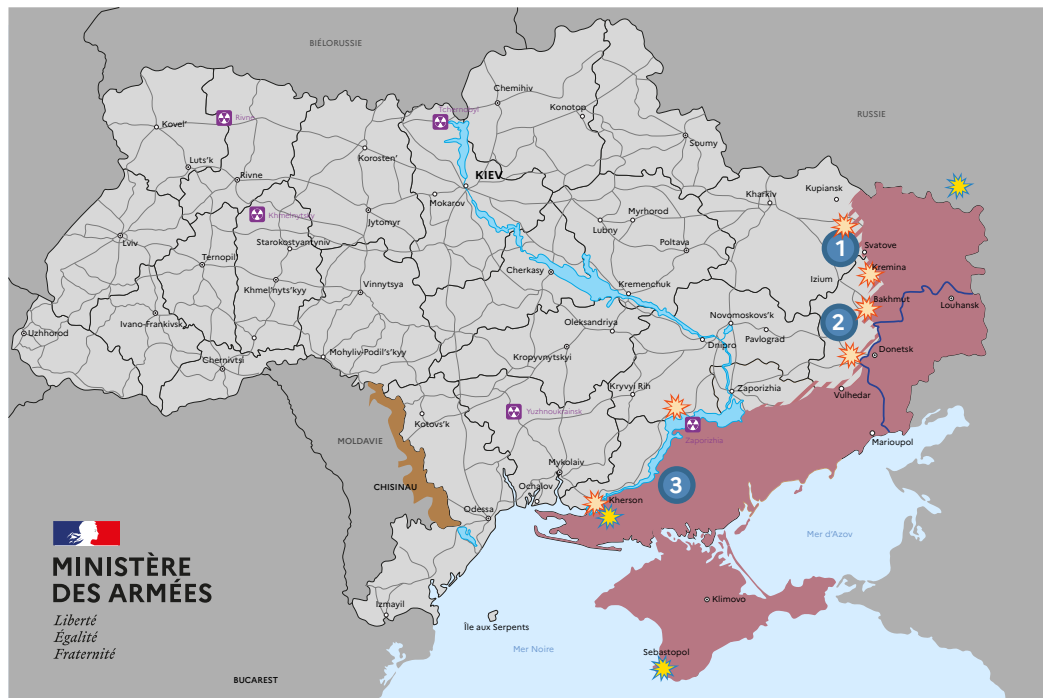 BIÉLORUSSIE
RUSSIE
Chernihiv
Konotop
Tchernobyl
Rivne
Kovel'
Soumy
Korosten'
Luts'k
Rivne
KIEV
Kharkiv
Kupiansk
Mokarov
Khmelnytsky
Jytomyr
Myrhorod
Lubny
Lviv
Starokostyantyniv
Poltava
1
Svatove
Ternopil
Cherkasy
Izium
Kremina
Khmel'nyts'kyy
Vinnytsya
Kremenchuk
Bakhmut
Louhansk
Ivano-Frankivsk
Oleksandriya
Novomoskovs'k
2
Uzhhorod
Pavlograd
Dnipro
Chernivtsi
Mohyliv-Podil's'kyy
Kropyvnytskyi
Donetsk
Kryvyi Rih
Zaporizhia
Vulhedar
Yuzhnoukrainsk
Kotovs'k
MOLDAVIE
Zaporizhia
Marioupol
Mykolaiv
CHISINAU
Ochalov
3
Kherson
Odessa
Mer d'Azov
MINISTÈRE
DES ARMÉES
Liberté
Égalité
Fraternité
Izmayil
Klimovo
Île aux Serpents
Mer Noire
Sebastopol
BUCAREST